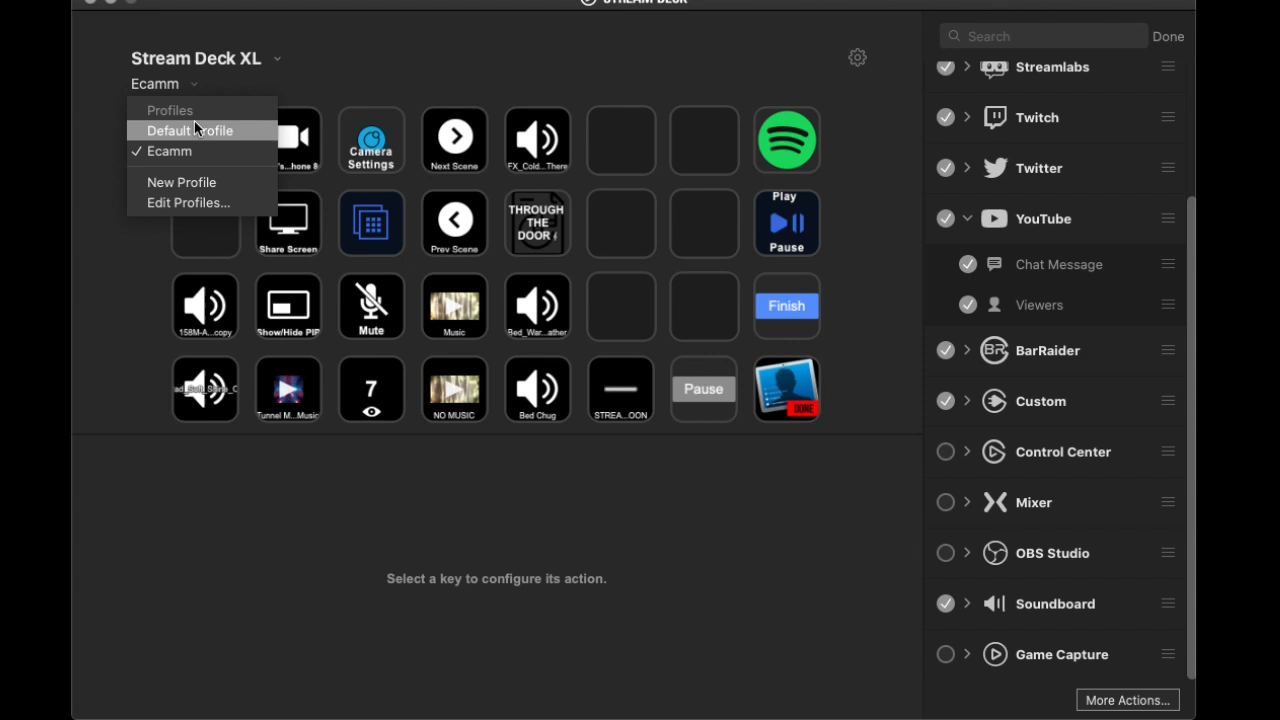 STREAM DECK
Stream Deck XL
Ecamm
Profiles
Default Profile
Ecamm
New Profile
Edit Profiles...
's...hone 8
Camera
Settings
Next Scene
FX_Cold...There
Share Screen
Prev Scene
THROUGH
THE
DOOR
Play
Pause
158M-A...copy
Show/Hide PIP
Mute
Music
Bed_War...ather
Finish
Tunnel M...Music
7
NO MUSIC
Bed Chug
STREA...OON
Pause
DONE
Select a key to configure its action.
Search
Done
Streamlabs
Twitch
Twitter
YouTube
Chat Message
Viewers
BR
BarRaider
Custom
Control Center
Mixer
OBS Studio
Soundboard
Game Capture
More Actions...